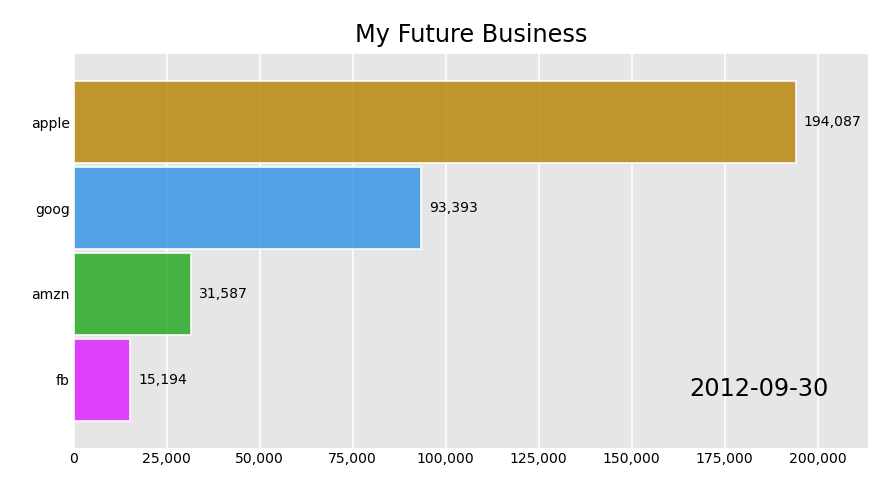 My Future Business
apple 194,087
goog 93,393
amzn 31,587
fb 15,194
2012-09-30
0 25,000 50,000 75,000 100,000 125,000 150,000 175,000 200,000